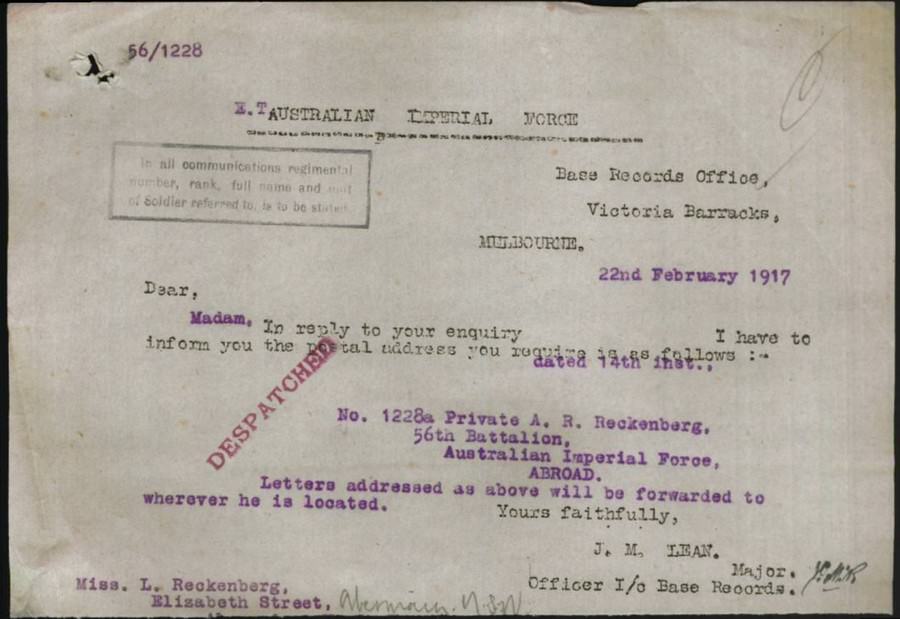 56/1228
E.T AUSTRALIAN IMPERIAL FORCE
In all communications regimental
number, rank, full name and unit
of Soldier referred to, is to be stated
Base Records Office,
Victoria Barracks,
MELBOURNE.
22nd February 1917
Dear,
Madam, In reply to your enquiry I have to
inform you the postal address you require is as follows :-
dated 14th inst.,
DESPATCHED
No. 1228a Private A. R. Reckenberg,
56th Battalion,
Australian Imperial Force,
ABROAD.
Letters addressed as above will be forwarded to
wherever he is located.
Yours faithfully,
J. M. LEAN.
Major.
Officer I/c Base Records.
Miss. L. Reckenberg,
Elizabeth Street, N.S.W.